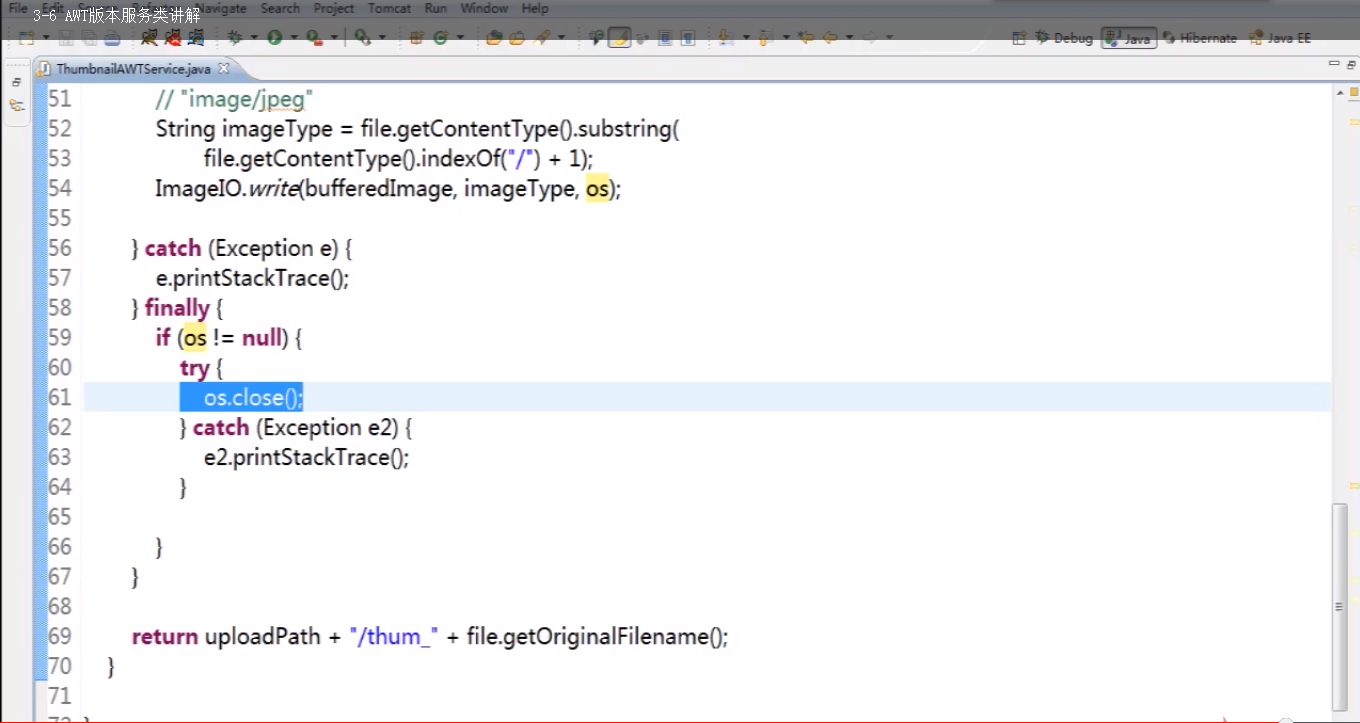 File Edit Source Refactor Navigate Search Project Tomcat Run Window Help
3-6 AWT版本服务类讲解
Debug Java Hibernate Java EE
ThumbnailAWTService.java
51 // "image/jpeg"
52 String imageType = file.getContentType().substring(
53 file.getContentType().indexOf("/") + 1);
54 ImageIO.write(bufferedImage, imageType, os);
55
56 } catch (Exception e) {
57 e.printStackTrace();
58 } finally {
59 if (os != null) {
60 try {
61 os.close();
62 } catch (Exception e2) {
63 e2.printStackTrace();
64 }
65
66 }
67 }
68
69 return uploadPath + "/thum_" + file.getOriginalFilename();
70 }
71
72 }